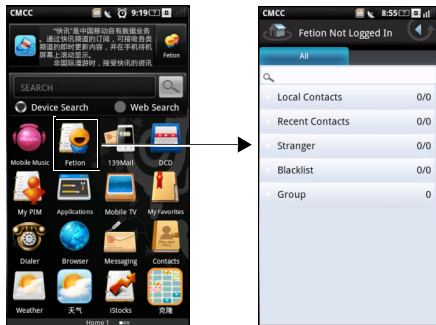 CMCC 9:19
"快讯"是中国移动自有数据业务
通过快讯频道的订阅，可接收各类
频道的即时更新内容，并在手机待机
屏幕上滚动显示。
非国际漫游时，接受快讯的资讯
Fetion
SEARCH
Device Search Web Search
Mobile Music Fetion 139Mail DCD
My PIM Applications Mobile TV My Favorites
Dialer Browser Messaging Contacts
Weather 天气 iStocks 克隆
Home 1
CMCC 8:55
Fetion Not Logged In
All
Local Contacts 0/0
Recent Contacts 0/0
Stranger 0/0
Blacklist 0/0
Group 0